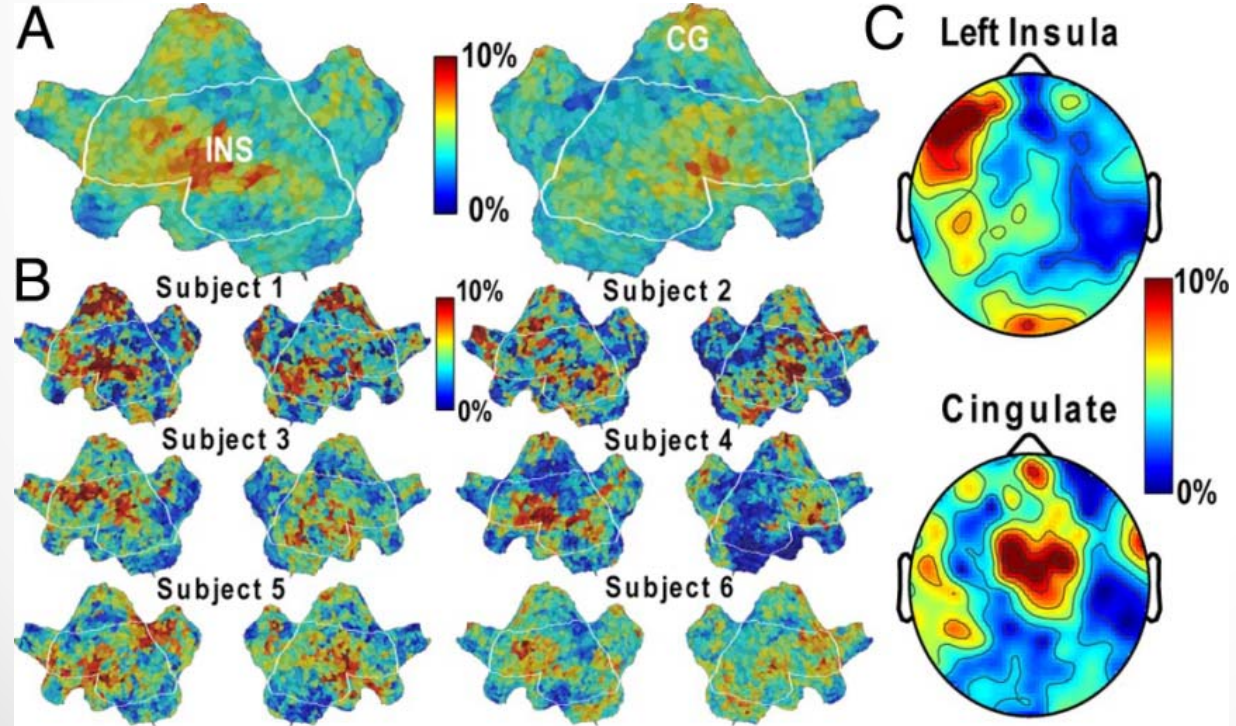 A
INS
10%
0%
CG
B
Subject 1
10%
0%
Subject 2
Subject 3
Subject 4
Subject 5
Subject 6
C
Left Insula
10%
0%
Cingulate